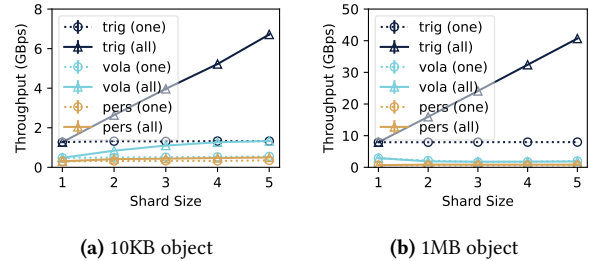 8
6
4
2
0
Throughput (GBps)
trig (one)
trig (all)
vola (one)
vola (all)
pers (one)
pers (all)
1 2 3 4 5
Shard Size
(a) 10KB object
50
40
30
20
10
0
Throughput (GBps)
trig (one)
trig (all)
vola (one)
vola (all)
pers (one)
pers (all)
1 2 3 4 5
Shard Size
(b) 1MB object